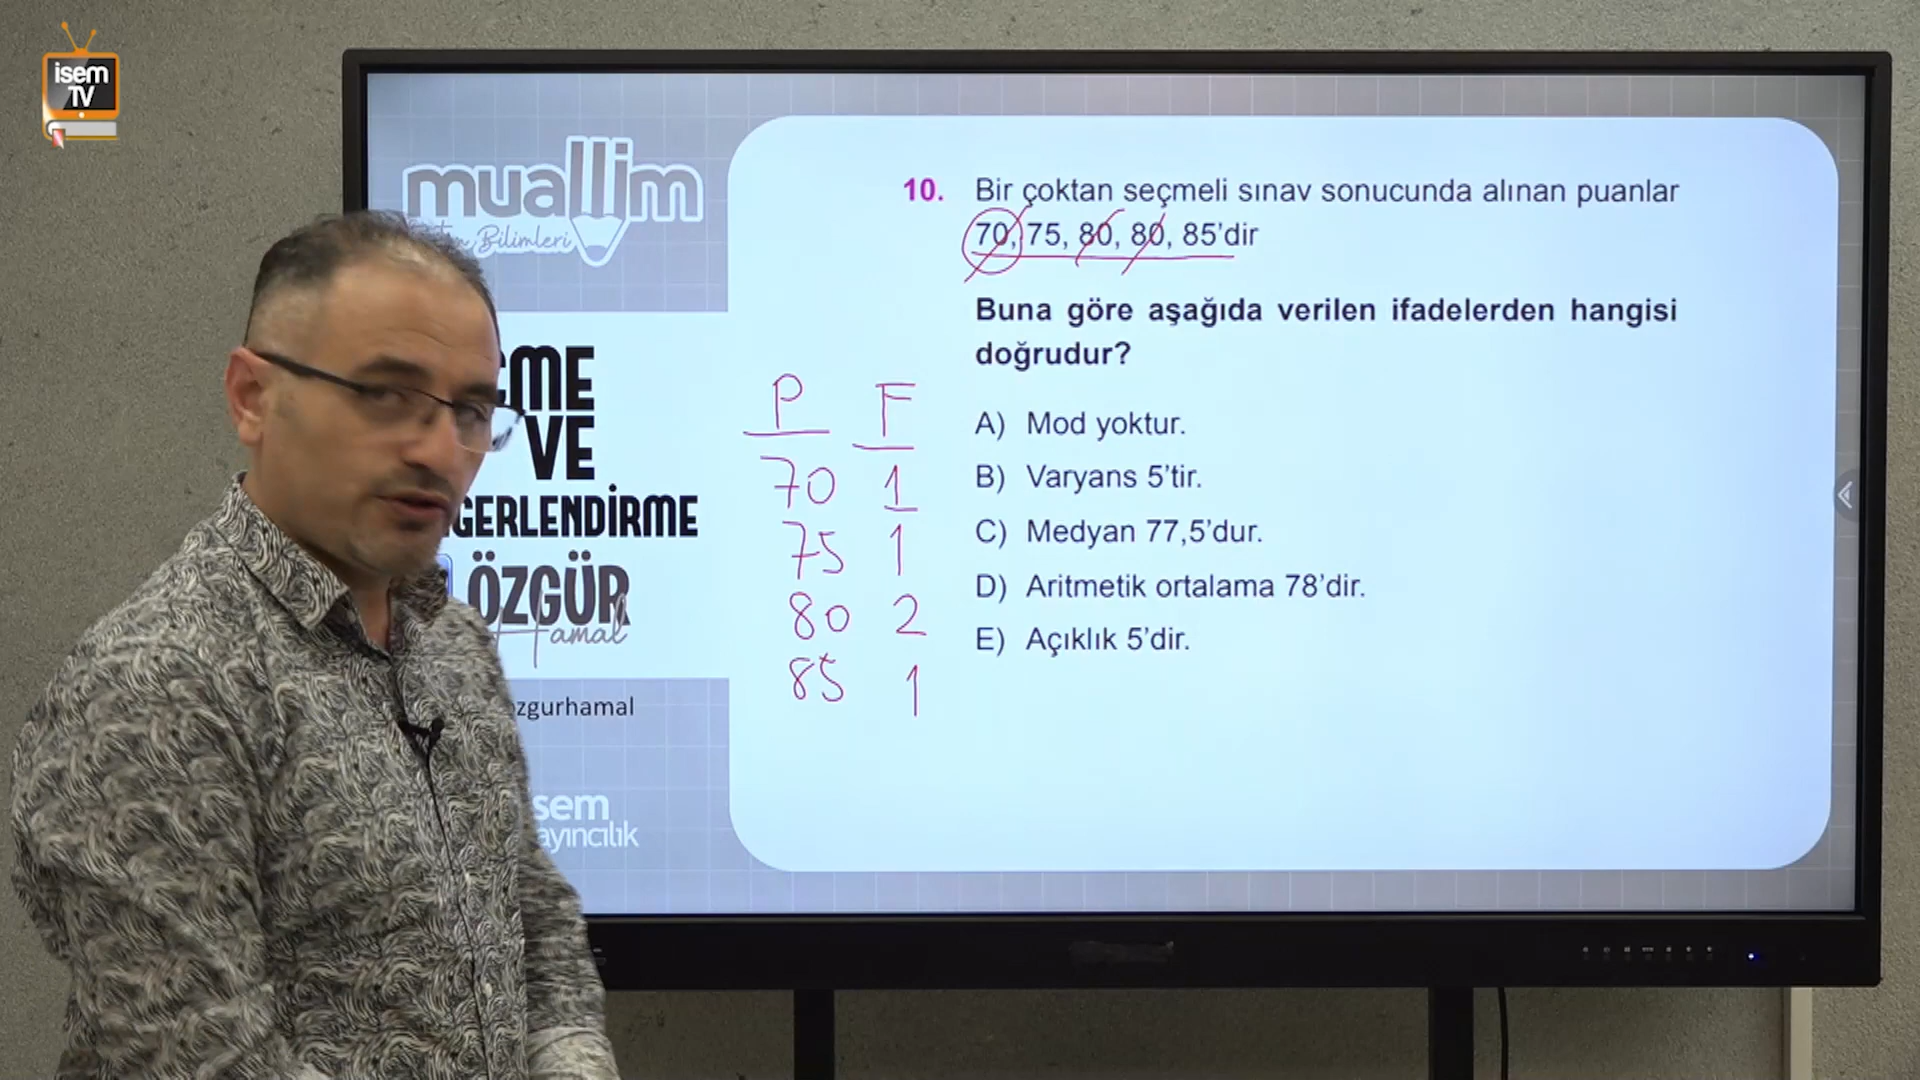 isem
TV
muallim
Bilimleri
10. Bir çoktan seçmeli sınav sonucunda alınan puanlar
70, 75, 80, 80, 85'dir
Buna göre aşağıda verilen ifadelerden hangisi
doğrudur?
A) Mod yoktur.
B) Varyans 5'tir.
C) Medyan 77,5'dur.
D) Aritmetik ortalama 78'dir.
E) Açıklık 5'dir.
P F
70 1
75 1
80 2
85 1
VE
ĞERLENDİRME
ÖZGÜR
Hamal
zgurhamal
sem
ayıncılık